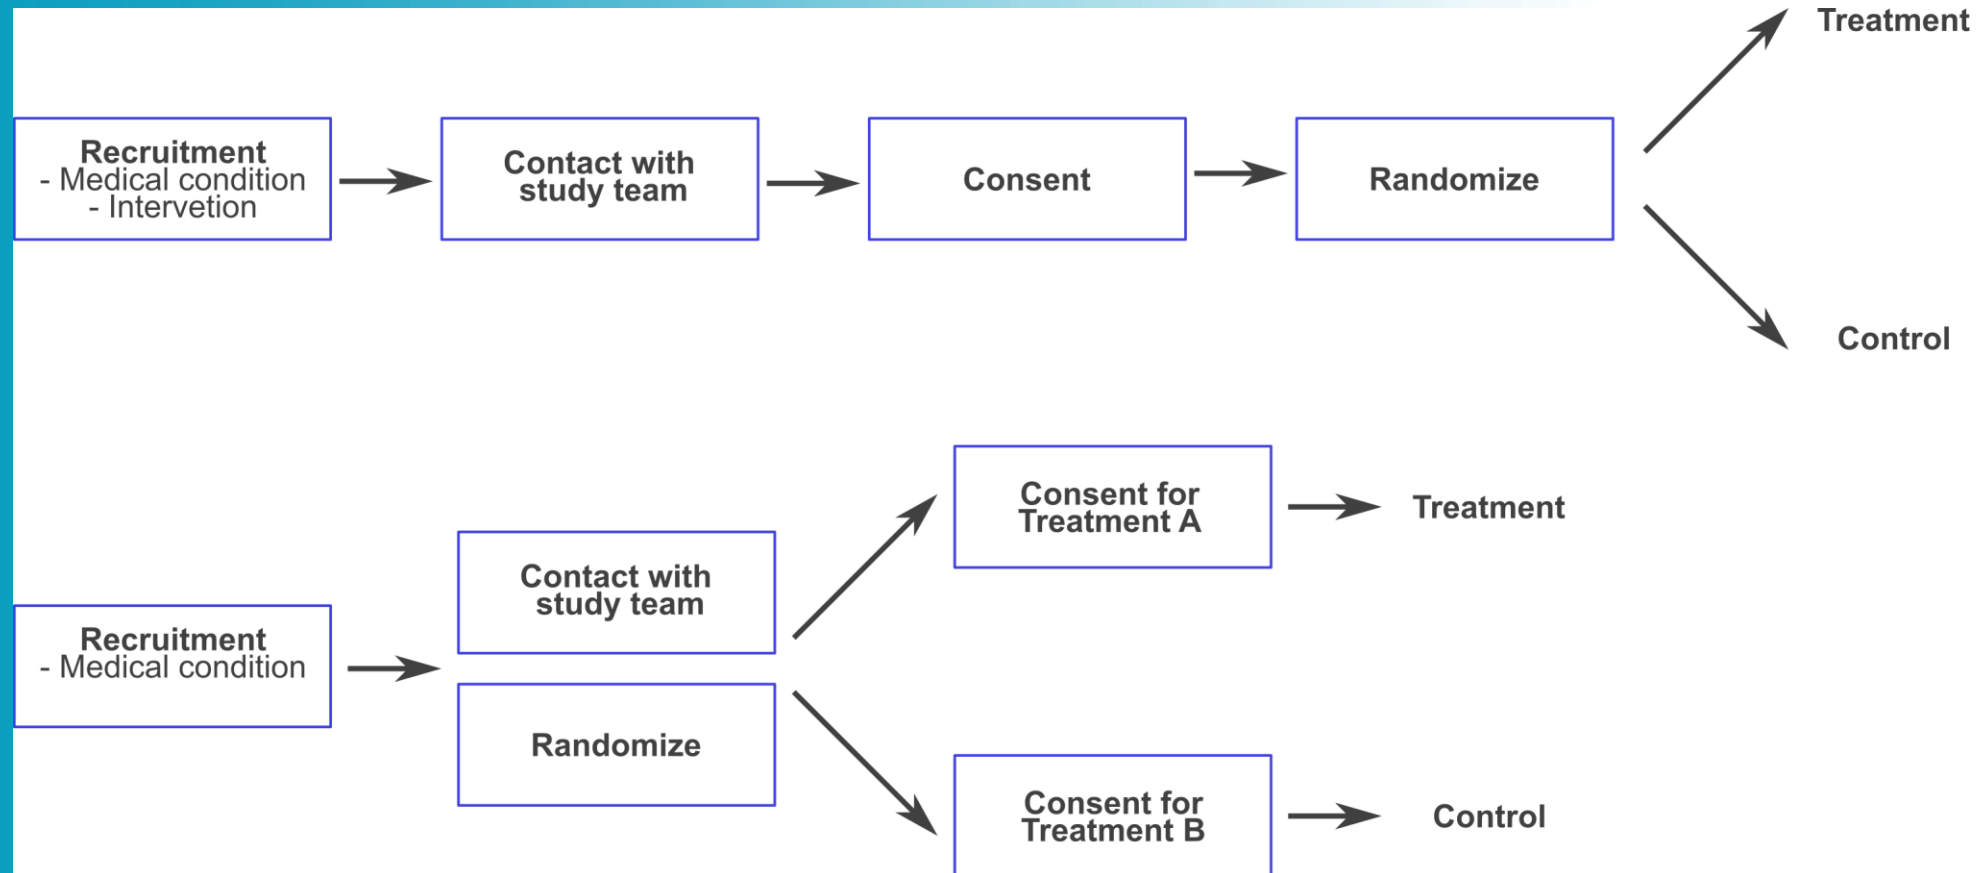 Treatment
Recruitment
- Medical condition
- Intervetion
Contact with
study team
Consent
Randomize
Control
Consent for
Treatment A
Treatment
Contact with
study team
Recruitment
- Medical condition
Randomize
Consent for
Treatment B
Control